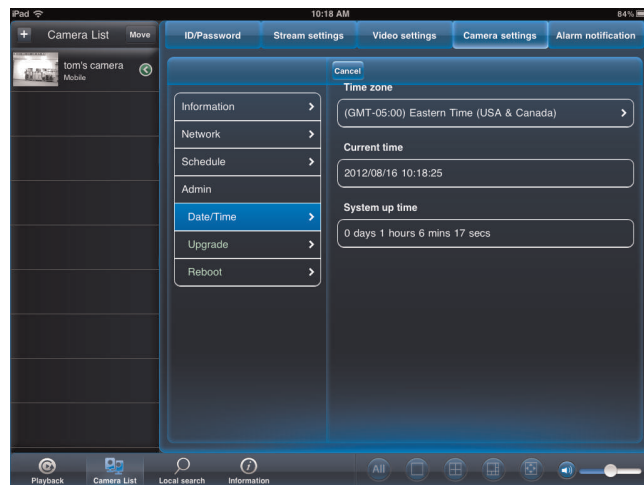 iPad 10:18 AM 84%
+ Camera List Move
ID/Password Stream settings Video settings Camera settings Alarm notification
tom's camera
Mobile
Cancel
Time zone
Information
(GMT-05:00) Eastern Time (USA & Canada)
Network
Schedule
Current time
2012/08/16 10:18:25
Admin
Date/Time
System up time
0 days 1 hours 6 mins 17 secs
Upgrade
Reboot
All
Playback Camera List Local search Information